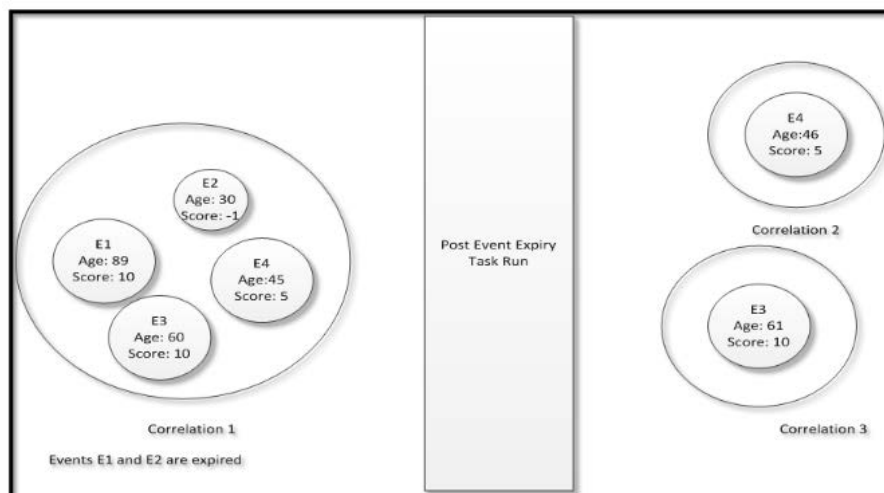 E2
Age: 30
Score: -1
E1
Age: 89
Score: 10
E4
Age:45
Score: 5
E3
Age: 60
Score: 10
Correlation 1
Events E1 and E2 are expired
Post Event Expiry
Task Run
E4
Age:46
Score: 5
Correlation 2
E3
Age: 61
Score: 10
Correlation 3